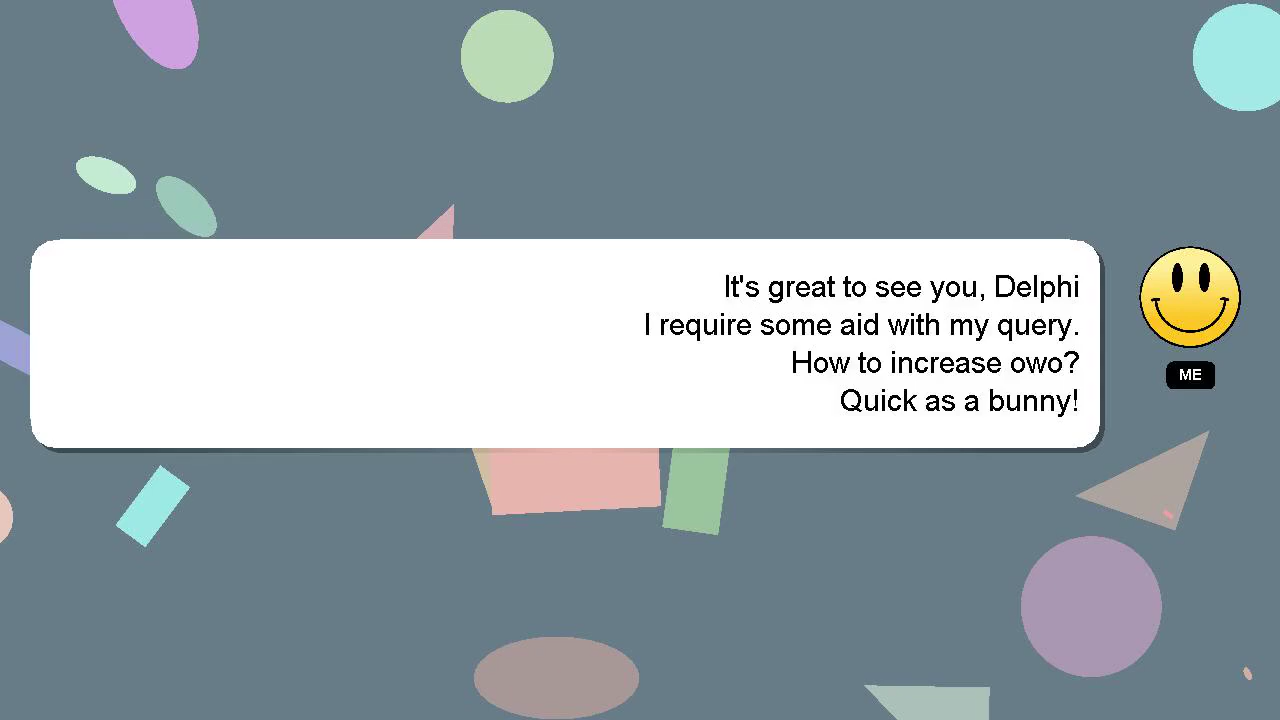 It's great to see you, Delphi
I require some aid with my query.
How to increase owo?
Quick as a bunny!
ME